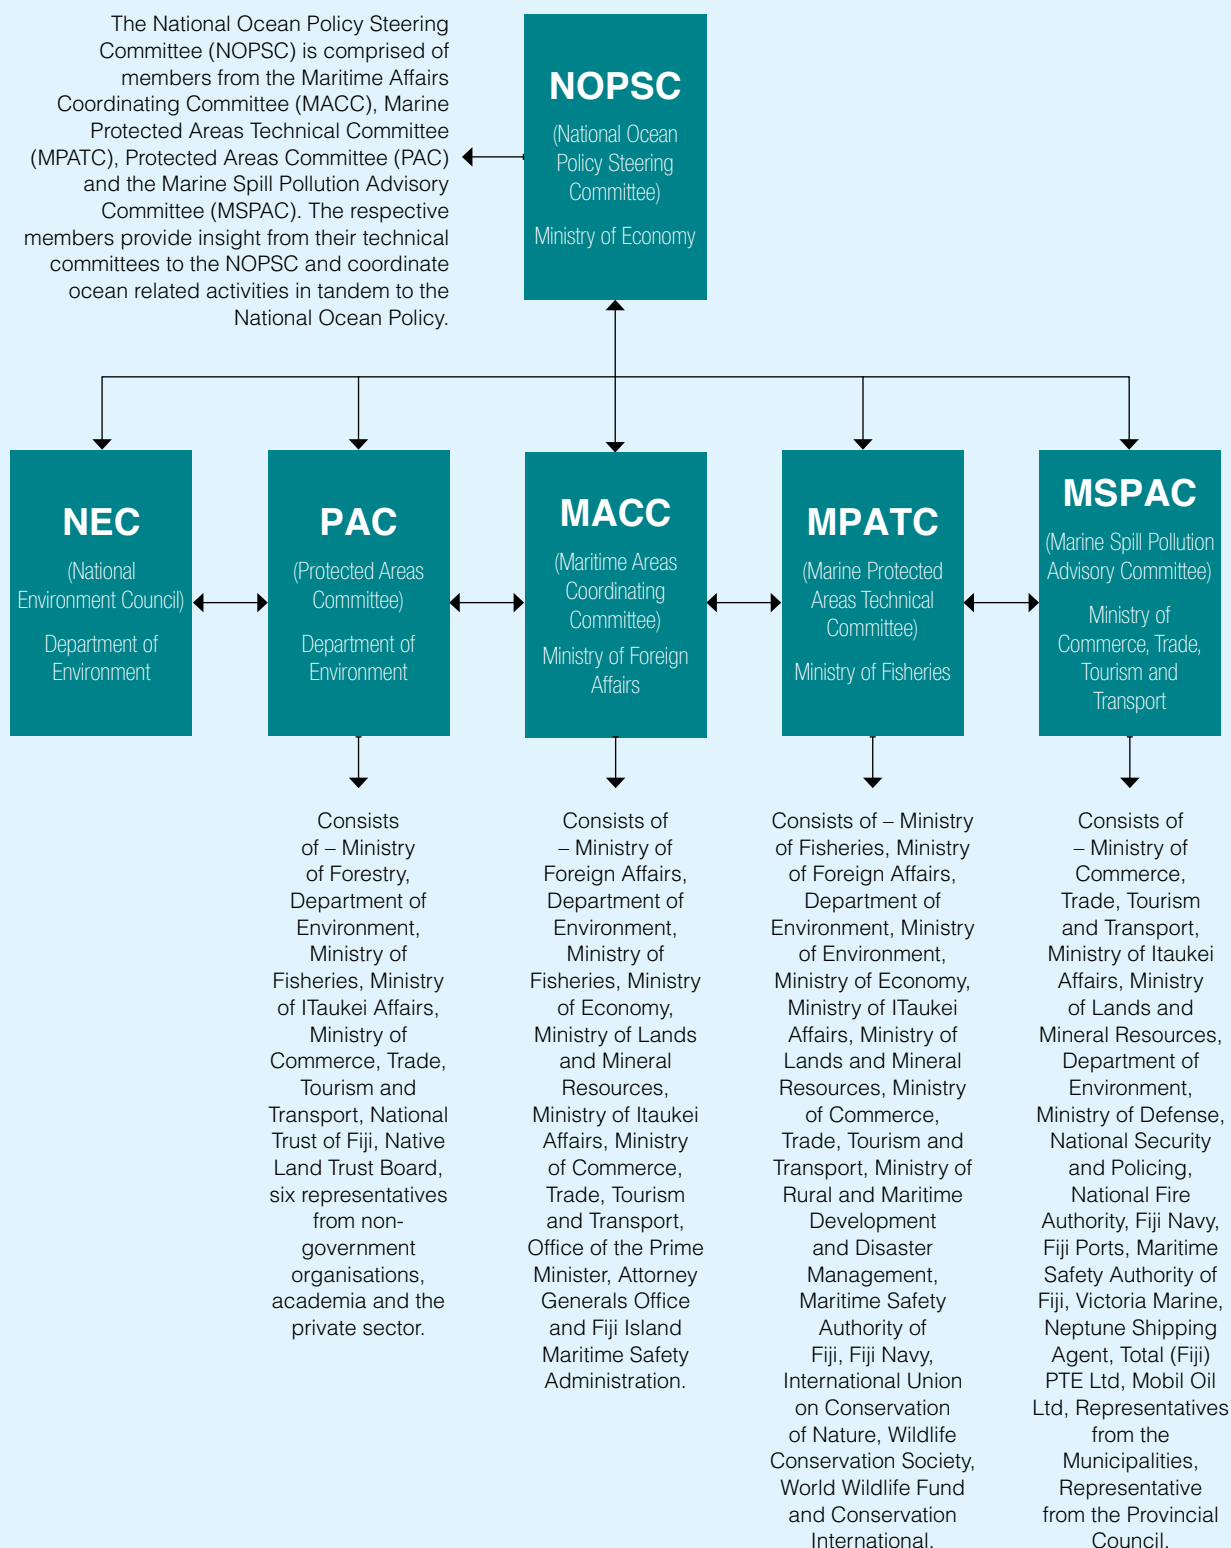 The National Ocean Policy Steering
Committee (NOPSC) is comprised of
members from the Maritime Affairs
Coordinating Committee (MACC), Marine
Protected Areas Technical Committee
(MPATC), Protected Areas Committee (PAC)
and the Marine Spill Pollution Advisory
Committee (MSPAC). The respective
members provide insight from their technical
committees to the NOPSC and coordinate
ocean related activities in tandem to the
National Ocean Policy.
NOPSC
(National Ocean
Policy Steering
Committee)
Ministry of Economy
NEC
(National
Environment Council)
Department of
Environment
PAC
(Protected Areas
Committee)
Department of
Environment
MACC
(Maritime Areas
Coordinating
Committee)
Ministry of Foreign
Affairs
MPATC
(Marine Protected
Areas Technical
Committee)
Ministry of Fisheries
MSPAC
(Marine Spill Pollution
Advisory Committee)
Ministry of
Commerce, Trade,
Tourism and
Transport
Consists
of – Ministry
of Forestry,
Department of
Environment,
Ministry of
Fisheries, Ministry
of ITaukei Affairs,
Ministry of
Commerce, Trade,
Tourism and
Transport, National
Trust of Fiji, Native
Land Trust Board,
six representatives
from non-
government
organisations,
academia and the
private sector.
Consists of
– Ministry of
Foreign Affairs,
Department of
Environment,
Ministry of
Fisheries, Ministry
of Economy,
Ministry of Lands
and Mineral
Resources,
Ministry of Itaukei
Affairs, Ministry
of Commerce,
Trade, Tourism
and Transport,
Office of the Prime
Minister, Attorney
Generals Office
and Fiji Island
Maritime Safety
Administration.
Consists of – Ministry
of Fisheries, Ministry
of Foreign Affairs,
Department of
Environment, Ministry
of Environment,
Ministry of Economy,
Ministry of ITaukei
Affairs, Ministry of
Lands and Mineral
Resources, Ministry
of Commerce,
Trade, Tourism and
Transport, Ministry of
Rural and Maritime
Development
and Disaster
Management,
Maritime Safety
Authority of
Fiji, Fiji Navy,
International Union
on Conservation
of Nature, Wildlife
Conservation Society,
World Wildlife Fund
and Conservation
International.
Consists of
– Ministry of
Commerce,
Trade, Tourism
and Transport,
Ministry of Itaukei
Affairs, Ministry
of Lands and
Mineral Resources,
Department of
Environment,
Ministry of Defense,
National Security
and Policing,
National Fire
Authority, Fiji Navy,
Fiji Ports, Maritime
Safety Authority of
Fiji, Victoria Marine,
Neptune Shipping
Agent, Total (Fiji)
PTE Ltd, Mobil Oil
Ltd, Representatives
from the
Municipalities,
Representative
from the Provincial
Council.